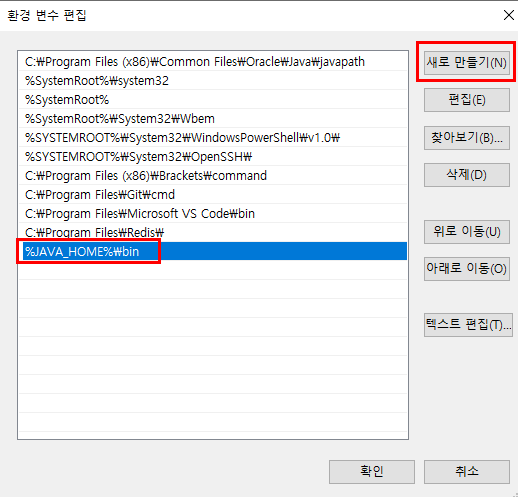 환경 변수 편집
C:₩Program Files (x86)₩Common Files₩Oracle₩Java₩javapath
%SystemRoot%₩system32
%SystemRoot%
%SystemRoot%₩System32₩Wbem
%SYSTEMROOT%₩System32₩WindowsPowerShell₩v1.0₩
%SYSTEMROOT%₩System32₩OpenSSH₩
C:₩Program Files (x86)₩Brackets₩command
C:₩Program Files₩Git₩cmd
C:₩Program Files₩Microsoft VS Code₩bin
C:₩Program Files₩Redis₩
%JAVA_HOME%₩bin
새로 만들기(N)
편집(E)
찾아보기(B)...
삭제(D)
위로 이동(U)
아래로 이동(O)
텍스트 편집(T)...
확인
취소